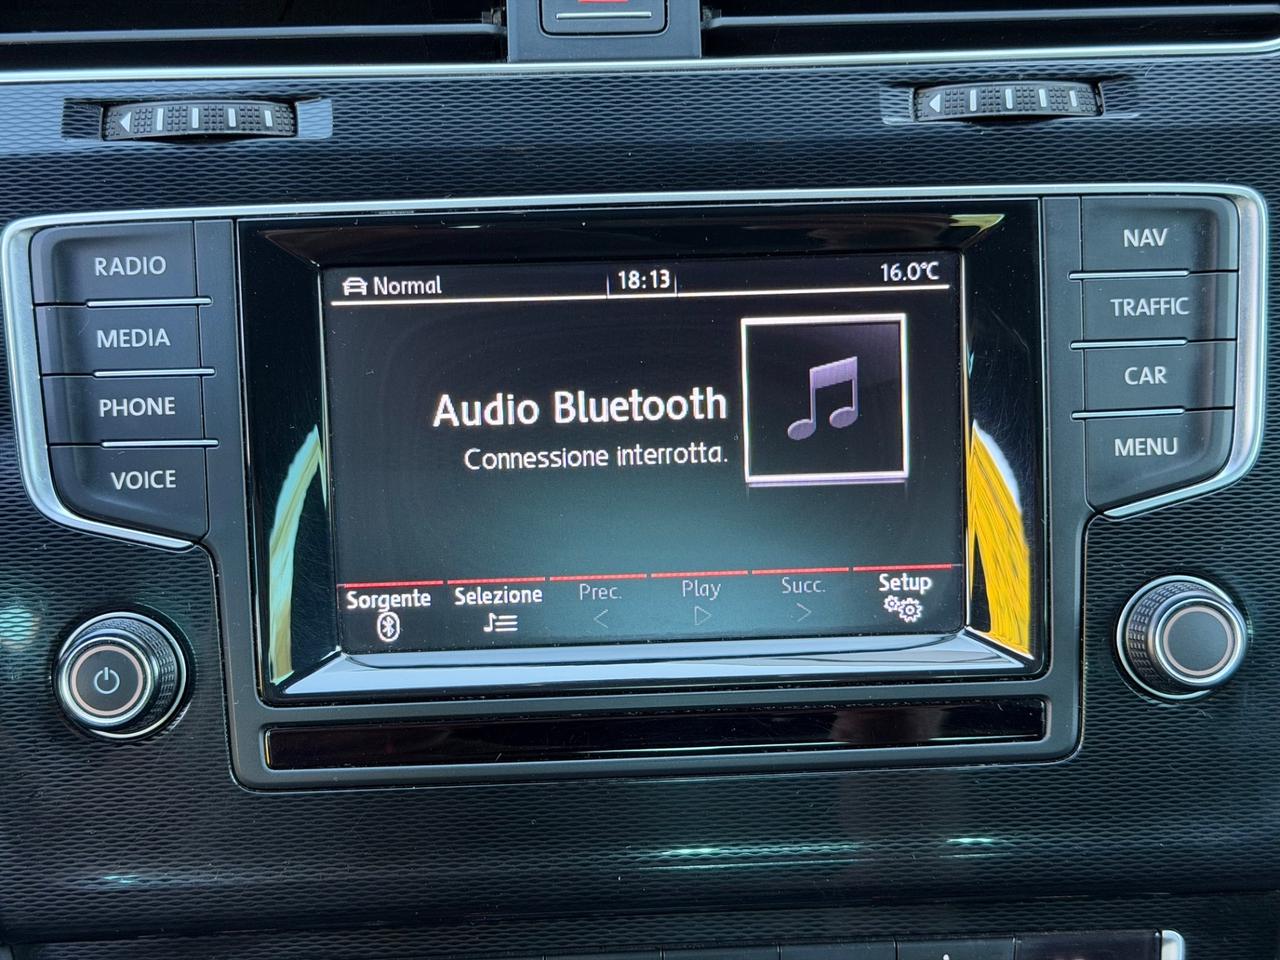 RADIO
MEDIA
PHONE
VOICE
Normal
18:13
16.0°C
Audio Bluetooth
Connessione interrotta.
Sorgente
Selezione
Prec.
Play
Succ.
Setup
NAV
TRAFFIC
CAR
MENU